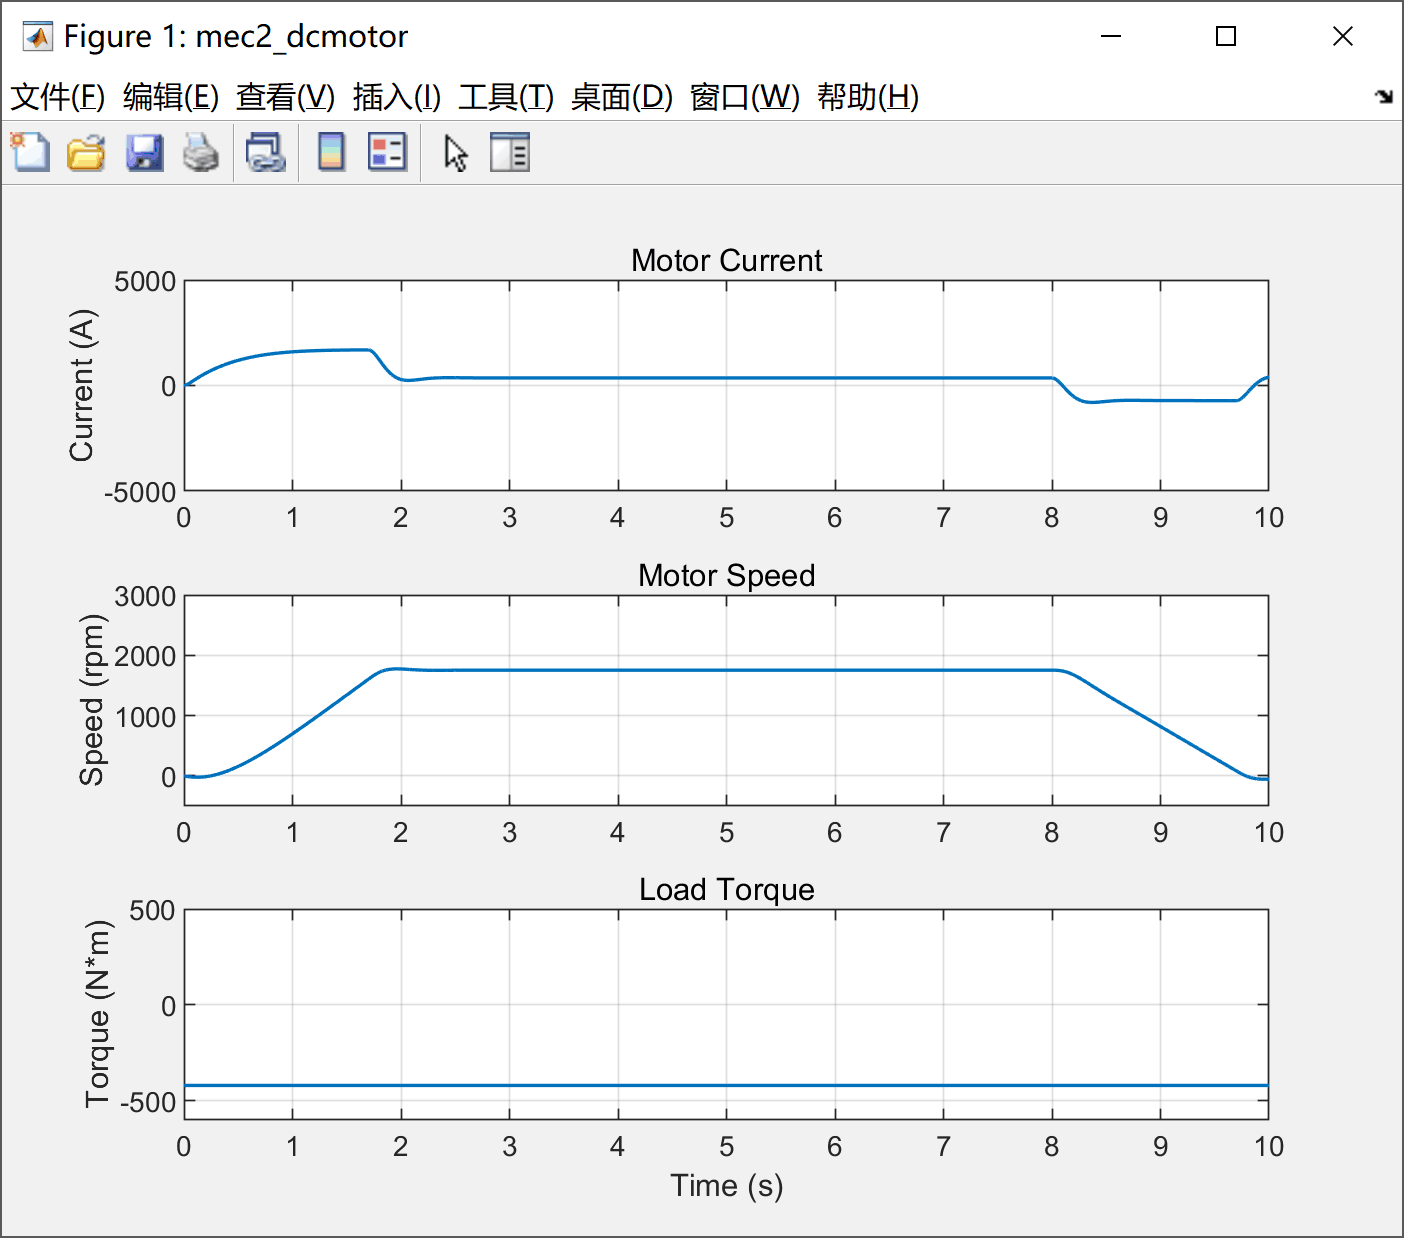 Figure 1: mec2_dcmotor
文件(F) 编辑(E) 查看(V) 插入(I) 工具(T) 桌面(D) 窗口(W) 帮助(H)
Motor Current
Current (A)
5000
0
-5000
0 1 2 3 4 5 6 7 8 9 10
Motor Speed
Speed (rpm)
3000
2000
1000
0
0 1 2 3 4 5 6 7 8 9 10
Load Torque
Torque (N*m)
500
0
-500
0 1 2 3 4 5 6 7 8 9 10
Time (s)